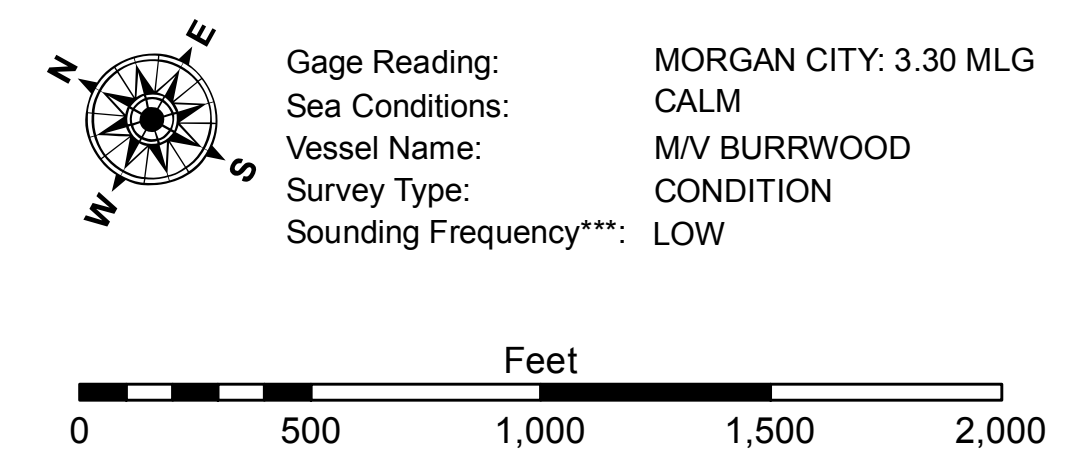 N E S W
Gage Reading: MORGAN CITY: 3.30 MLG
Sea Conditions: CALM
Vessel Name: M/V BURRWOOD
Survey Type: CONDITION
Sounding Frequency***: LOW
Feet
0 500 1,000 1,500 2,000